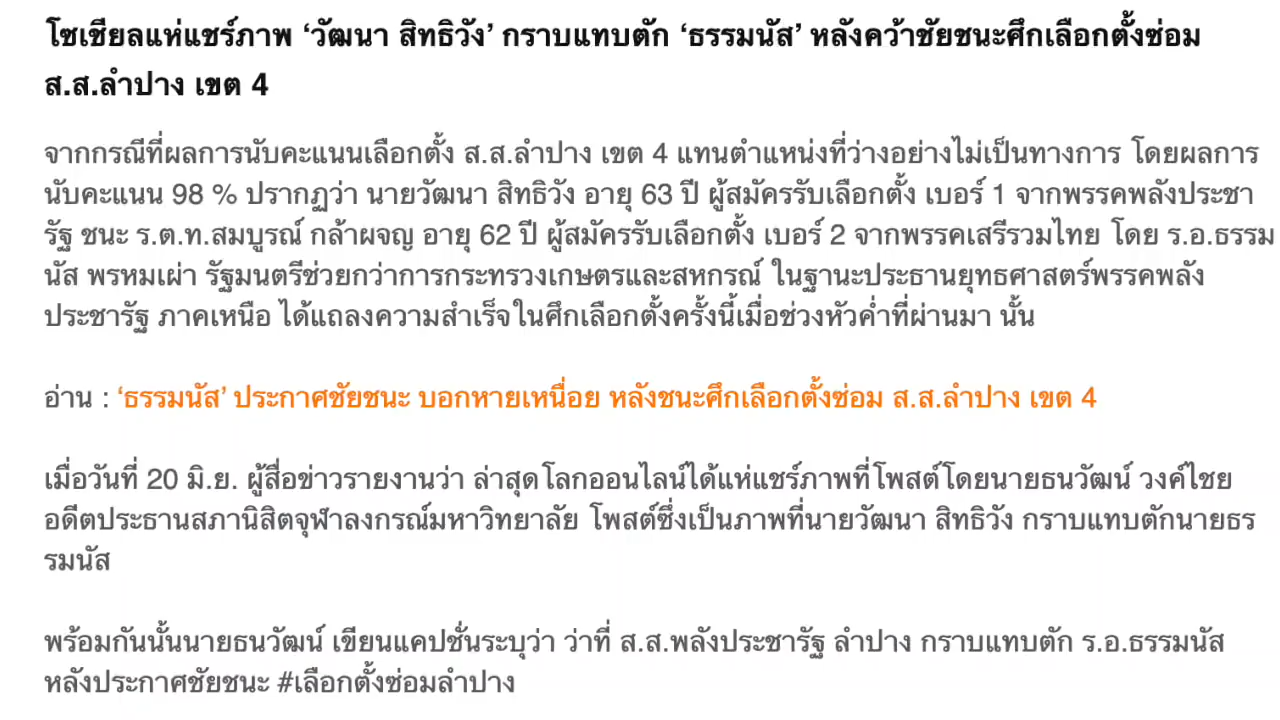 โซเชียลแห่แชร์ภาพ ‘วัฒนา สิทธิวัง’ กราบแทบตัก ‘ธรรมนัส’ หลังคว้าชัยชนะศึกเลือกตั้งซ่อม
ส.ส.ลำปาง เขต 4
จากกรณีที่ผลการนับคะแนนเลือกตั้ง ส.ส.ลำปาง เขต 4 แทนตำแหน่งที่ว่างอย่างไม่เป็นทางการ โดยผลการ
นับคะแนน 98 % ปรากฏว่า นายวัฒนา สิทธิวัง อายุ 63 ปี ผู้สมัครรับเลือกตั้ง เบอร์ 1 จากพรรคพลังประชา
รัฐ ชนะ ร.ต.ท.สมบูรณ์ กล้าผจญ อายุ 62 ปี ผู้สมัครรับเลือกตั้ง เบอร์ 2 จากพรรคเสรีรวมไทย โดย ร.อ.ธรรม
นัส พรหมเผ่า รัฐมนตรีช่วยกว่าการกระทรวงเกษตรและสหกรณ์ ในฐานะประธานยุทธศาสตร์พรรคพลัง
ประชารัฐ ภาคเหนือ ได้แถลงความสำเร็จในศึกเลือกตั้งครั้งนี้เมื่อช่วงหัวค่ำที่ผ่านมา นั้น
อ่าน : ‘ธรรมนัส’ ประกาศชัยชนะ บอกหายเหนื่อย หลังชนะศึกเลือกตั้งซ่อม ส.ส.ลำปาง เขต 4
เมื่อวันที่ 20 มิ.ย. ผู้สื่อข่าวรายงานว่า ล่าสุดโลกออนไลน์ได้แห่แชร์ภาพที่โพสต์โดยนายธนวัฒน์ วงค์ไชย
อดีตประธานสภานิสิตจุฬาลงกรณ์มหาวิทยาลัย โพสต์ซึ่งเป็นภาพที่นายวัฒนา สิทธิวัง กราบแทบตักนายธร
รมนัส
พร้อมกันนั้นนายธนวัฒน์ เขียนแคปชั่นระบุว่า ว่าที่ ส.ส.พลังประชารัฐ ลำปาง กราบแทบตัก ร.อ.ธรรมนัส
หลังประกาศชัยชนะ #เลือกตั้งซ่อมลำปาง